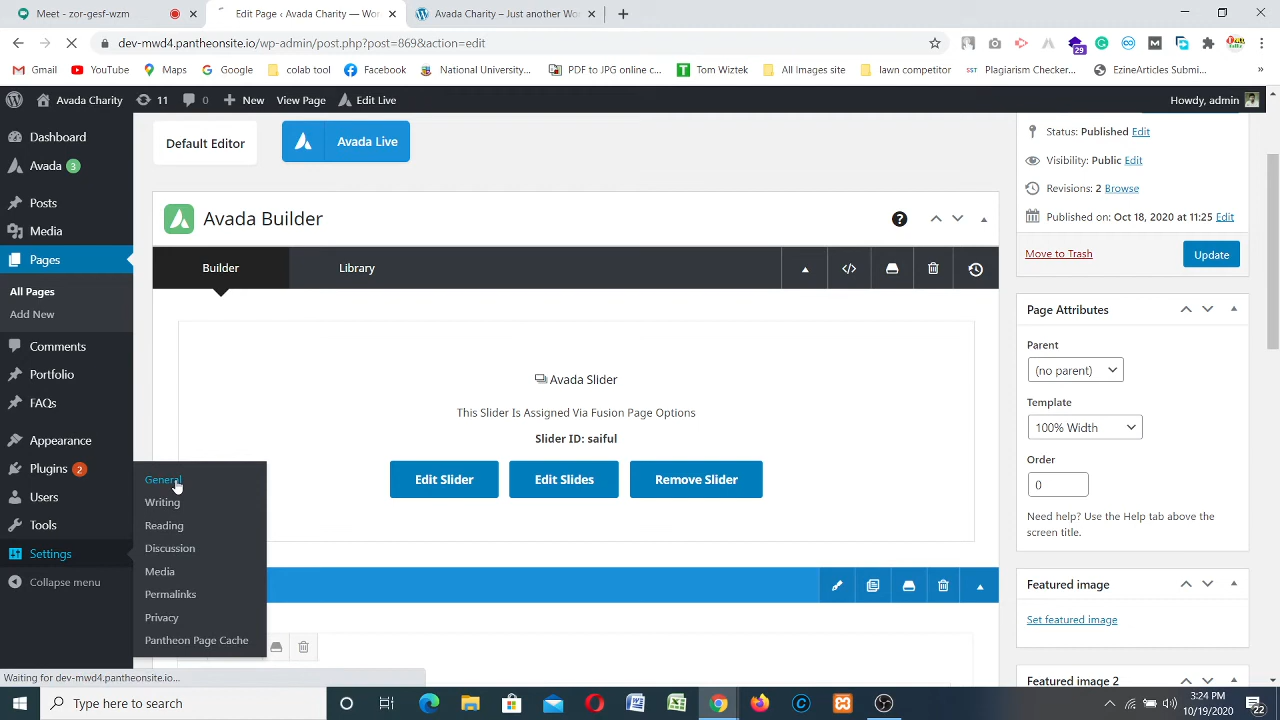 Meet – zor-gesf-wzm
Edit Page ‹ Avada Charity — Wor
Avada Charity – Just another Wo
dev-mwd4.pantheonsite.io/wp-admin/post.php?post=869&action=edit
Gmail YouTube Maps Google colab tool Facebook National University... PDF to JPG online c... Tom Wiztek All Images site lawn competitor SST Plagiarism Checke... EzineArticles Submi... »
29
Avada Charity 11 0 New View Page Edit Live Howdy, admin
Dashboard
Avada 3
Posts
Media
Pages
All Pages
Add New
Comments
Portfolio
FAQs
Appearance
Plugins 2
Users
Tools
Settings
Collapse menu
General
Writing
Reading
Discussion
Media
Permalinks
Privacy
Pantheon Page Cache
Default Editor
Avada Live
Avada Builder
Builder Library
Avada Slider
This Slider Is Assigned Via Fusion Page Options
Slider ID: saiful
Edit Slider Edit Slides Remove Slider
Status: Published Edit
Visibility: Public Edit
Revisions: 2 Browse
Published on: Oct 18, 2020 at 11:25 Edit
Move to Trash Update
Page Attributes
Parent
(no parent)
Template
100% Width
Order
0
Need help? Use the Help tab above the
screen title.
Featured image
Set featured image
Featured image 2
Waiting for dev-mwd4.pantheonsite.io...
Type here to search
3:24 PM
10/19/2020
22